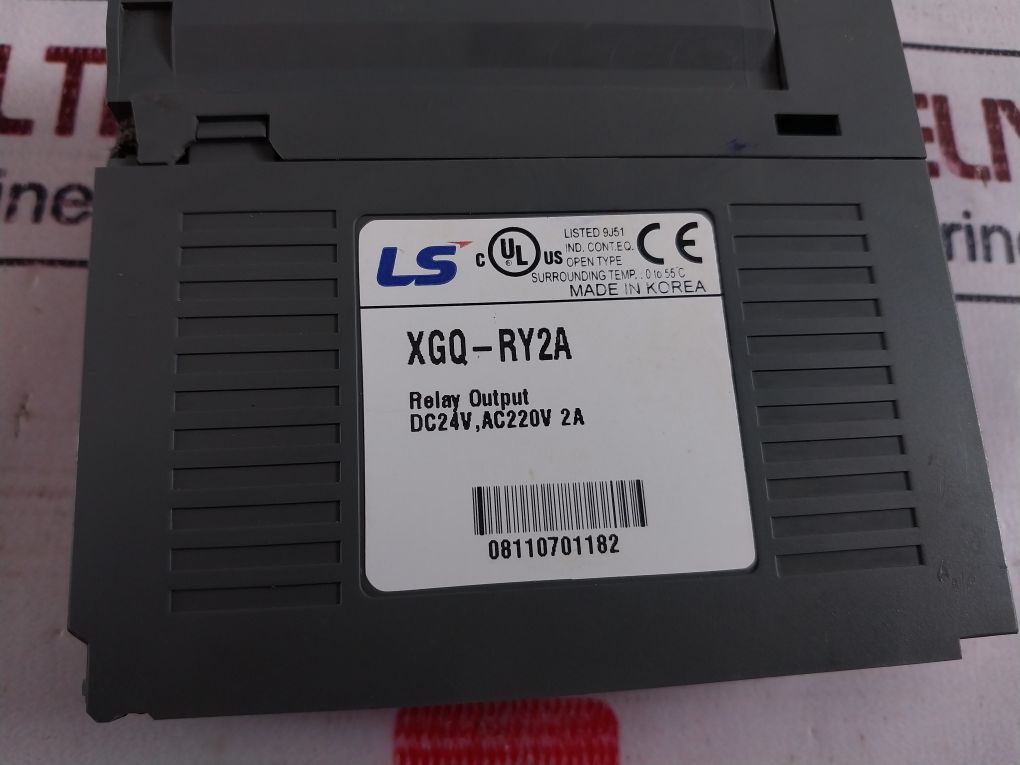 LS
C UL US
LISTED 9J51
IND. CONT.EQ.
OPEN TYPE
SURROUNDING TEMP. : 0 to 55°C
CE
MADE IN KOREA
XGQ-RY2A
Relay Output
DC24V,AC220V 2A
08110701182